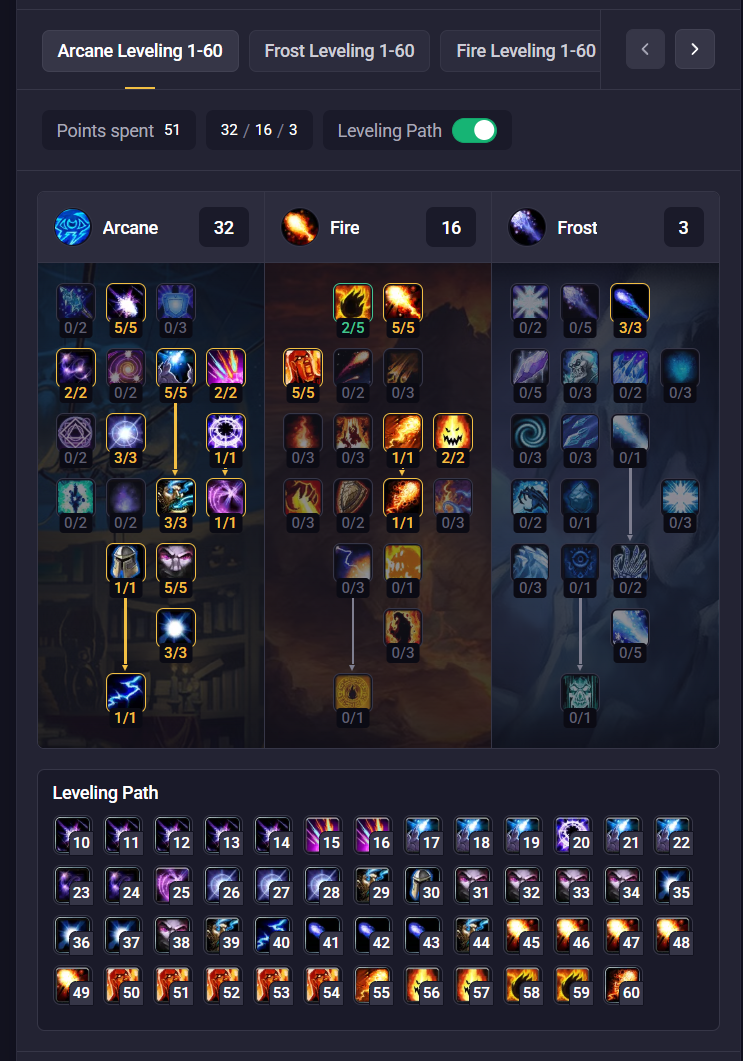 Arcane Leveling 1-60 Frost Leveling 1-60 Fire Leveling 1-60
Points spent 51 32 / 16 / 3 Leveling Path
Arcane 32 Fire 16 Frost 3
0/2 5/5 0/3 2/5 5/5 0/2 0/5 3/3
2/2 0/2 5/5 2/2 5/5 0/2 0/3 0/5 0/3 0/2 0/3
0/2 3/3 1/1 0/3 0/3 1/1 2/2 0/3 0/3 0/1
0/2 0/2 3/3 1/1 0/3 0/2 1/1 0/3 0/2 0/1 0/3
1/1 5/5 0/3 0/1 0/3 0/1 0/2
3/3 0/3 0/5
1/1 0/1 0/1
Leveling Path
10 11 12 13 14 15 16 17 18 19 20 21 22
23 24 25 26 27 28 29 30 31 32 33 34 35
36 37 38 39 40 41 42 43 44 45 46 47 48
49 50 51 52 53 54 55 56 57 58 59 60